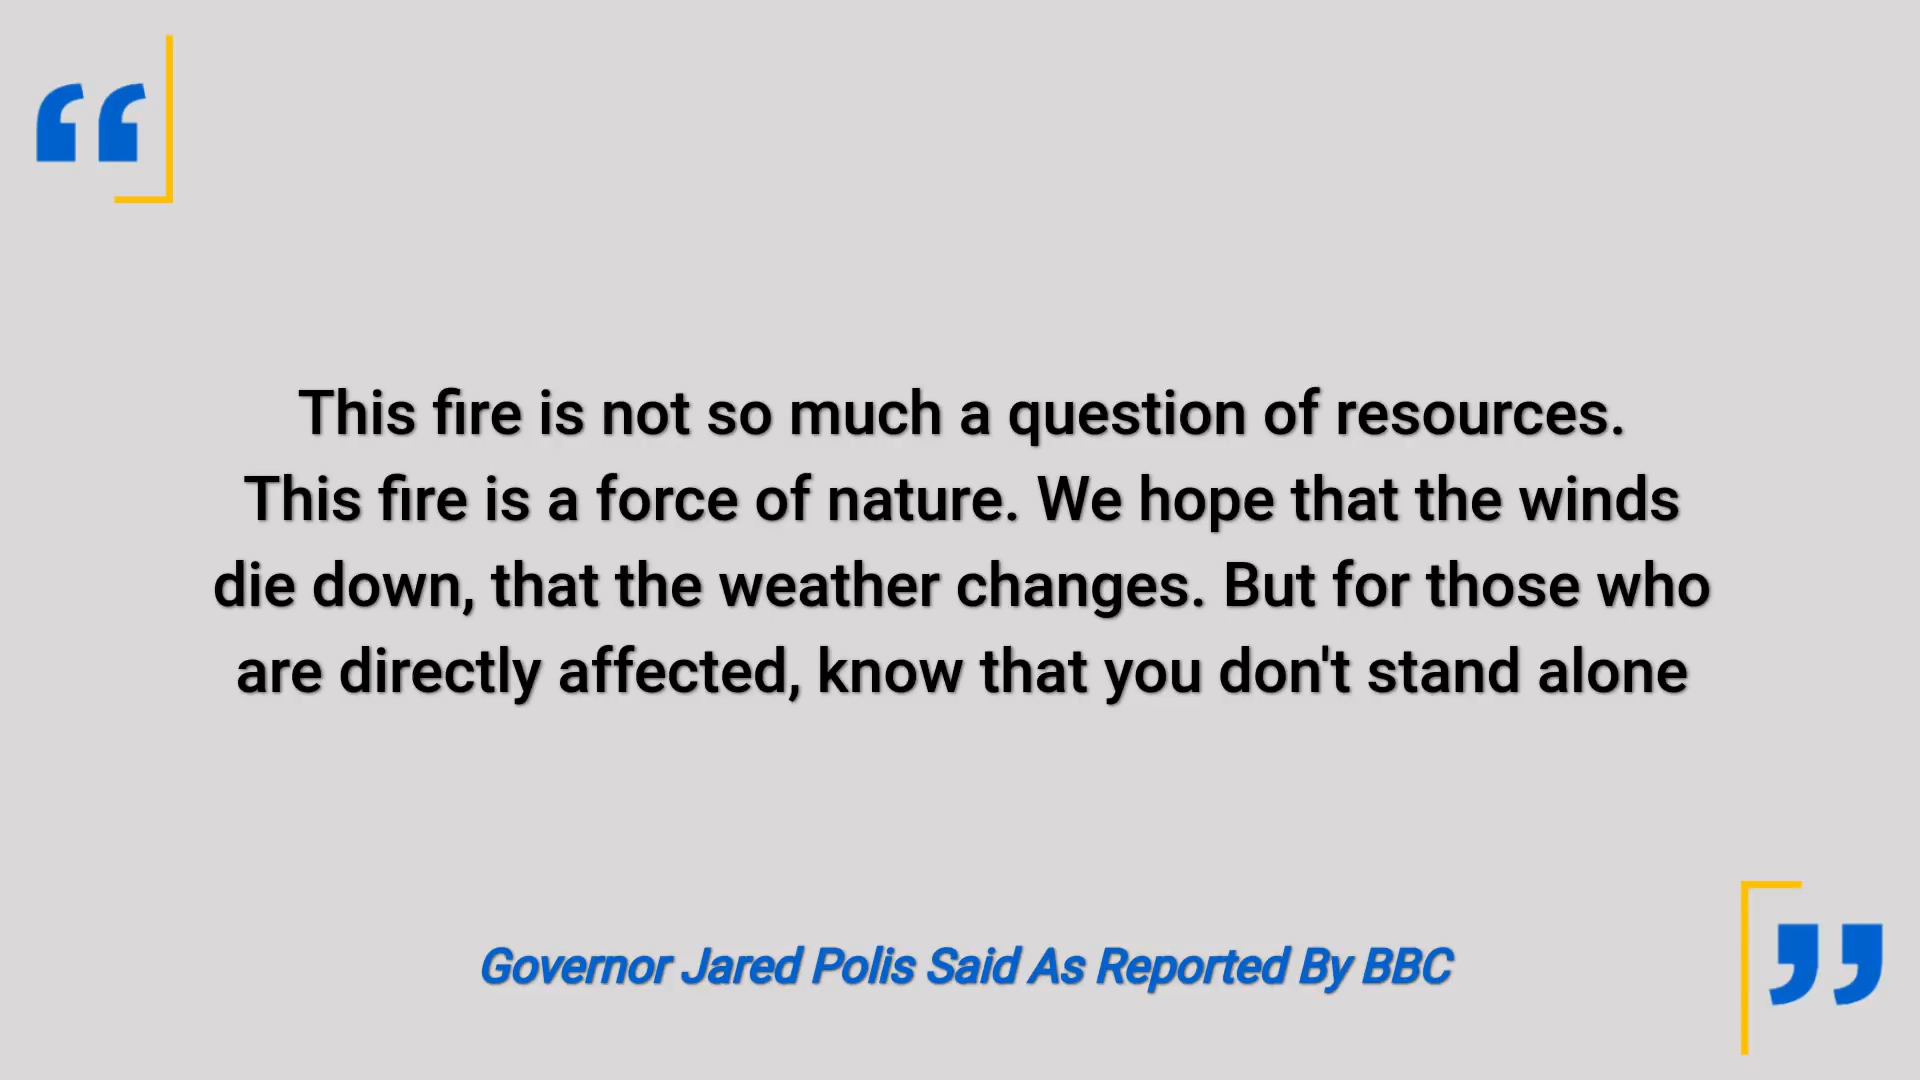 This fire is not so much a question of resources.
This fire is a force of nature. We hope that the winds
die down, that the weather changes. But for those who
are directly affected, know that you don't stand alone
Governor Jared Polis Said As Reported By BBC